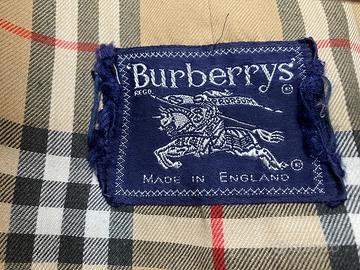 Burberrys'
REGD.
®
PRORSUM
®
MADE IN ENGLAND